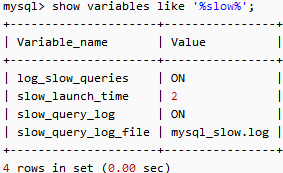 mysql> show variables like '%slow%';
+------------------+----------------+
| Variable_name | Value |
+------------------+----------------+
| log_slow_queries | ON |
| slow_launch_time | 2 |
| slow_query_log | ON |
| slow_query_log_file | mysql_slow.log |
+------------------+----------------+
4 rows in set (0.00 sec)